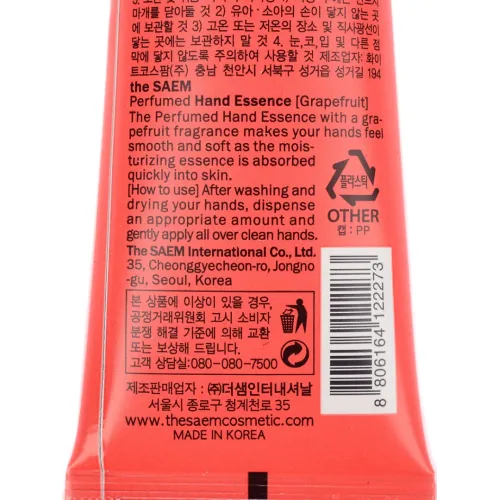 마개를 닫아둘 것 2) 유아·소아의 손이 닿지 않는 곳
에 보관할 것 3) 고온 또는 저온의 장소 및 직사광선이
닿는 곳에는 보관하지 말 것 4. 눈,코,입 및 다른 점
막에 닿지 않도록 주의하여 사용할 것 제조업자: 화이
트코스팜(주) 충남 천안시 서북구 성거읍 성거길 194
the SAEM
Perfumed Hand Essence [Grapefruit]
The Perfumed Hand Essence with a gra-
pefruit fragrance makes your hands feel
smooth and soft as the mois-
turizing essence is absorbed
quickly into skin.
[How to use] After washing and
drying your hands, dispense
an appropriate amount and
gently apply all over clean hands.
The SAEM International Co., Ltd.
35, Cheonggyecheon-ro, Jongno
-gu, Seoul, Korea
플라스틱
OTHER
캡 : PP
본 상품에 이상이 있을 경우,
공정거래위원회 고시 소비자
분쟁 해결 기준에 의해 교환
또는 보상해 드립니다.
고객 상담실:080-080-7500
제조판매업자 : (주)더샘인터내셔날
서울시 종로구 청계천로 35
www.thesaemcosmetic.com
MADE IN KOREA
8 806164 122273